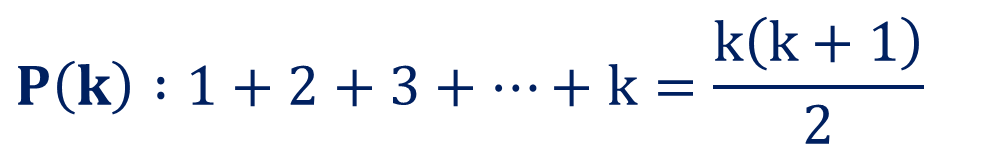 P(k) : 1 + 2 + 3 + ⋯ + k = k(k + 1) / 2